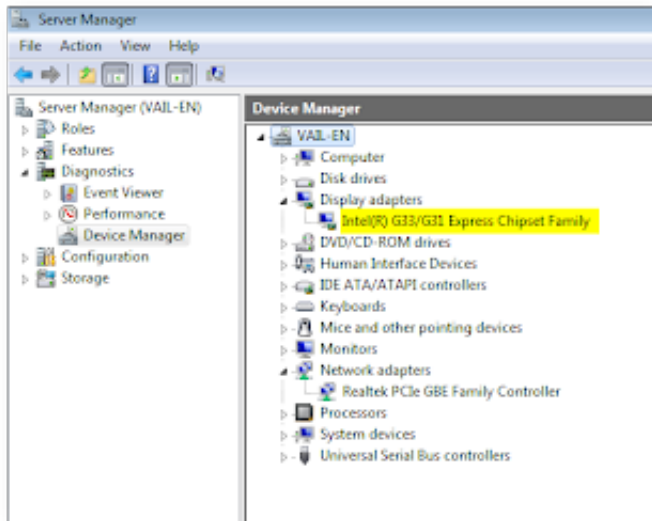 Server Manager
File Action View Help
Server Manager (VAIL-EN)
Roles
Features
Diagnostics
Event Viewer
Performance
Device Manager
Configuration
Storage
Device Manager
VAIL-EN
Computer
Disk drives
Display adapters
Intel(R) G33/G31 Express Chipset Family
DVD/CD-ROM drives
Human Interface Devices
IDE ATA/ATAPI controllers
Keyboards
Mice and other pointing devices
Monitors
Network adapters
Realtek PCIe GBE Family Controller
Processors
System devices
Universal Serial Bus controllers